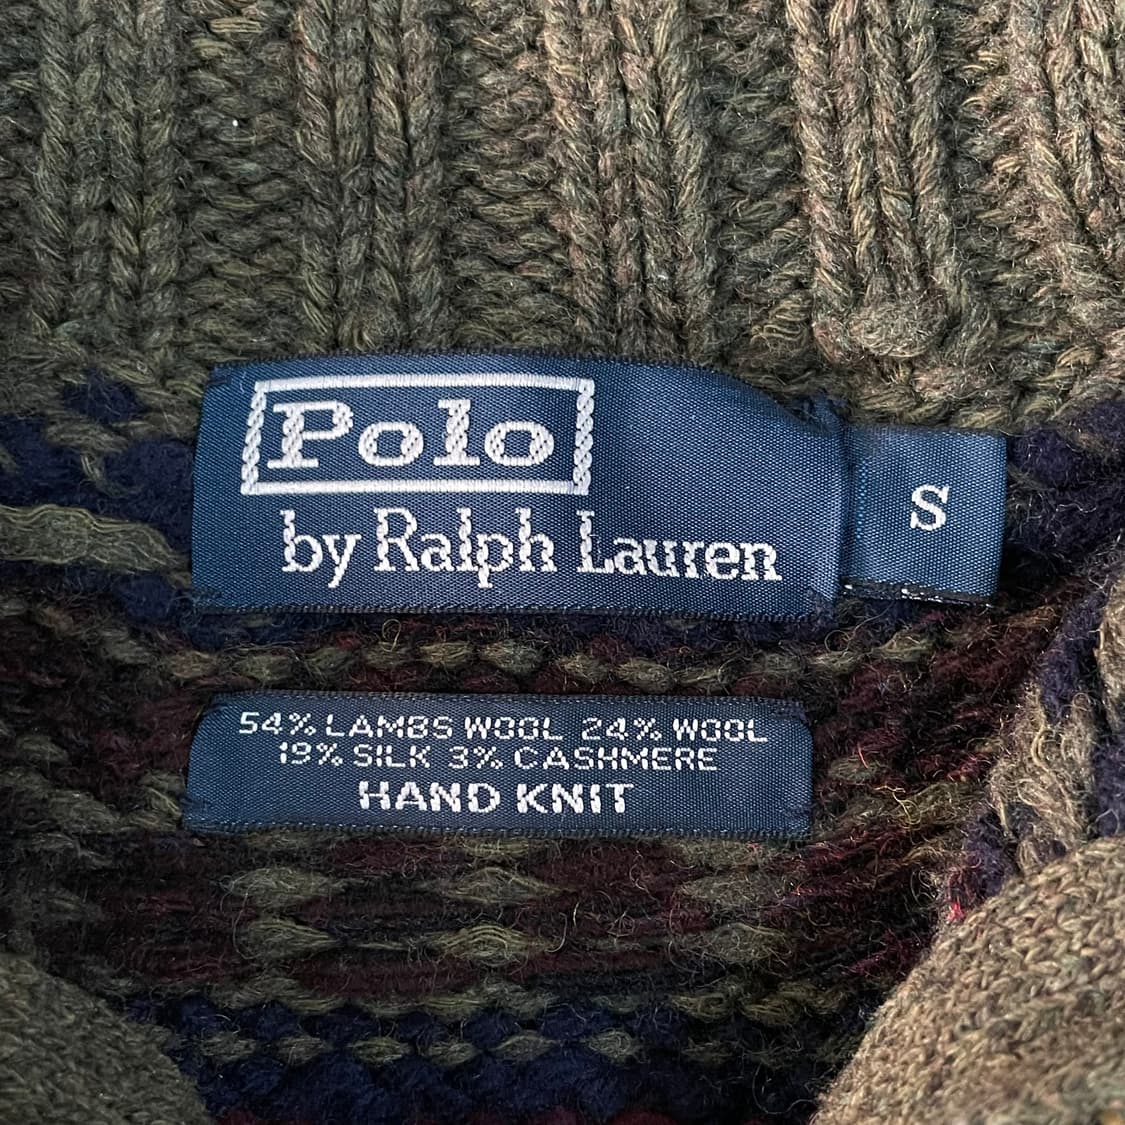 Polo
by Ralph Lauren
S
54% LAMBS WOOL 24% WOOL
19% SILK 3% CASHMERE
HAND KNIT